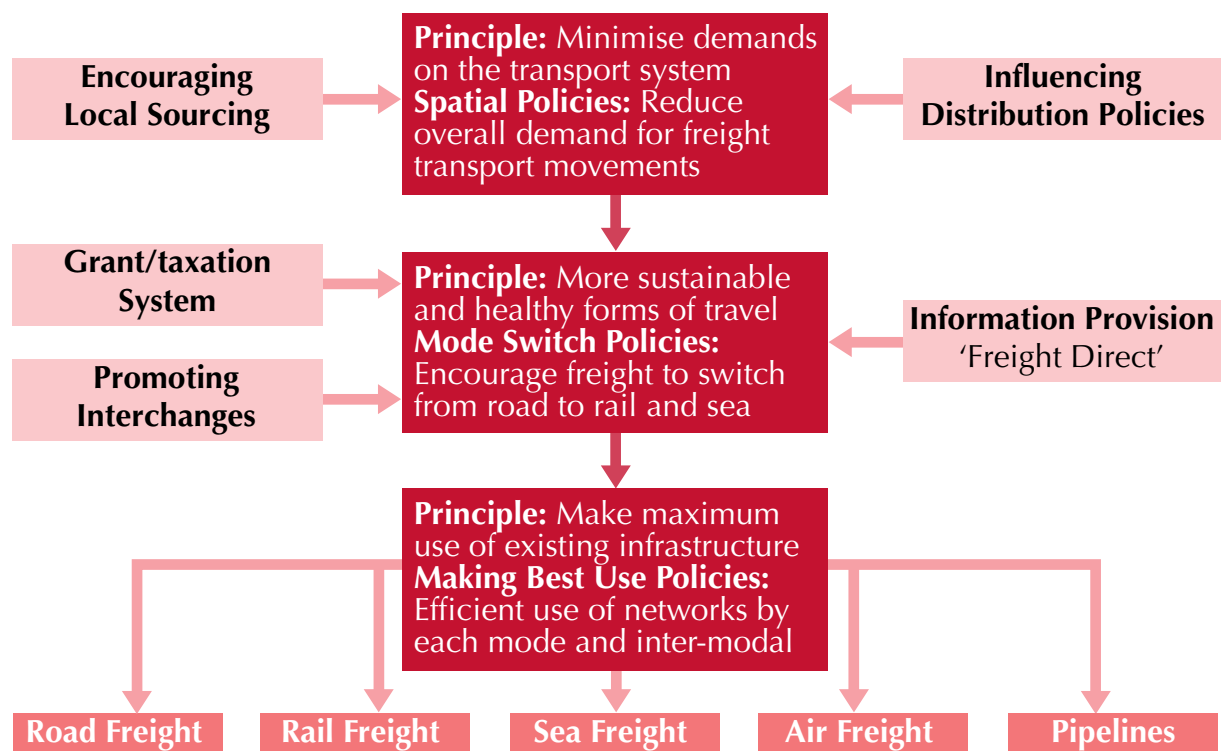 Encouraging
Local Sourcing
Principle: Minimise demands
on the transport system
Spatial Policies: Reduce
overall demand for freight
transport movements
Influencing
Distribution Policies
Grant/taxation
System
Promoting
Interchanges
Principle: More sustainable
and healthy forms of travel
Mode Switch Policies:
Encourage freight to switch
from road to rail and sea
Information Provision
‘Freight Direct’
Principle: Make maximum
use of existing infrastructure
Making Best Use Policies:
Efficient use of networks by
each mode and inter-modal
Road Freight
Rail Freight
Sea Freight
Air Freight
Pipelines